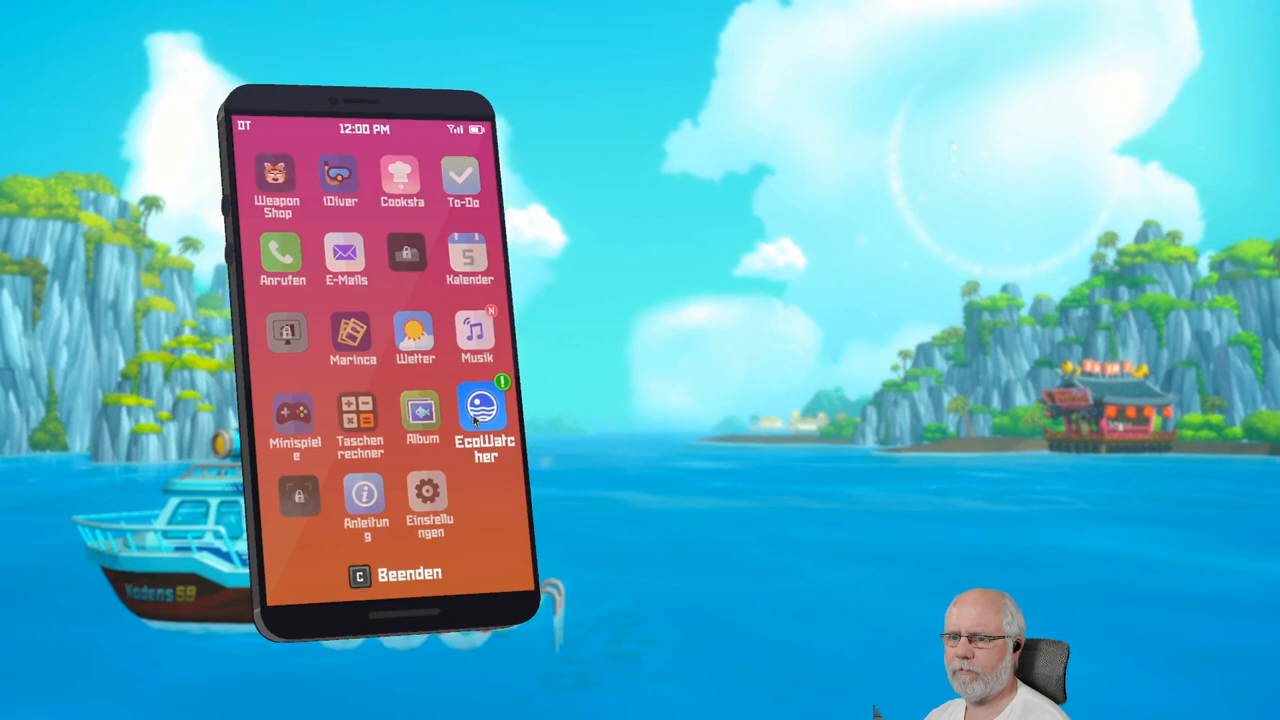 DT
12:00 PM
Weapon
Shop
iDiver
Cooksta
To-Do
Anrufen
E-Mails
5
Kalender
Marinca
Wetter
N
Musik
Minispiel
e
Taschen
rechner
Album
!
EcoWatc
her
Anleitun
g
Einstellu
ngen
C Beenden